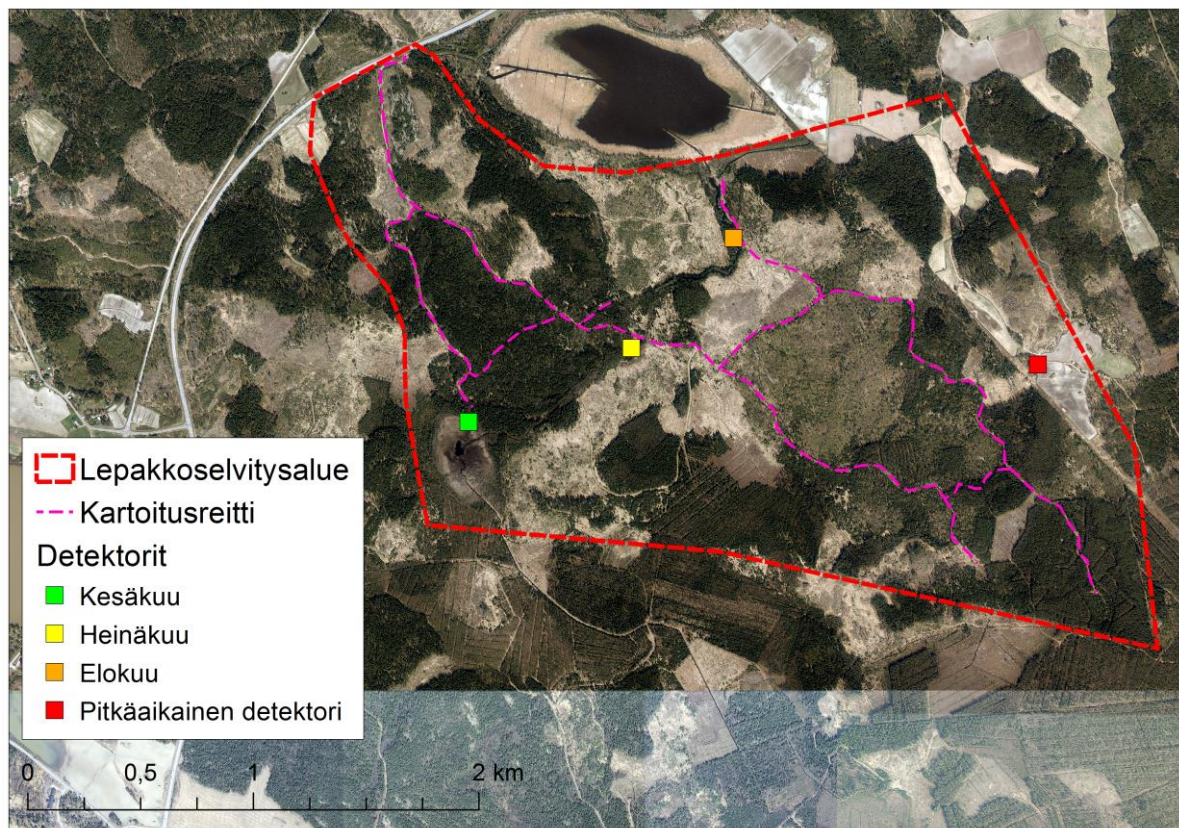 Lepakkoselvitysalue
Kartoitusreitti
Detektorit
Kesäkuu
Heinäkuu
Elokuu
Pitkäaikainen detektori
0 0,5 1 2 km